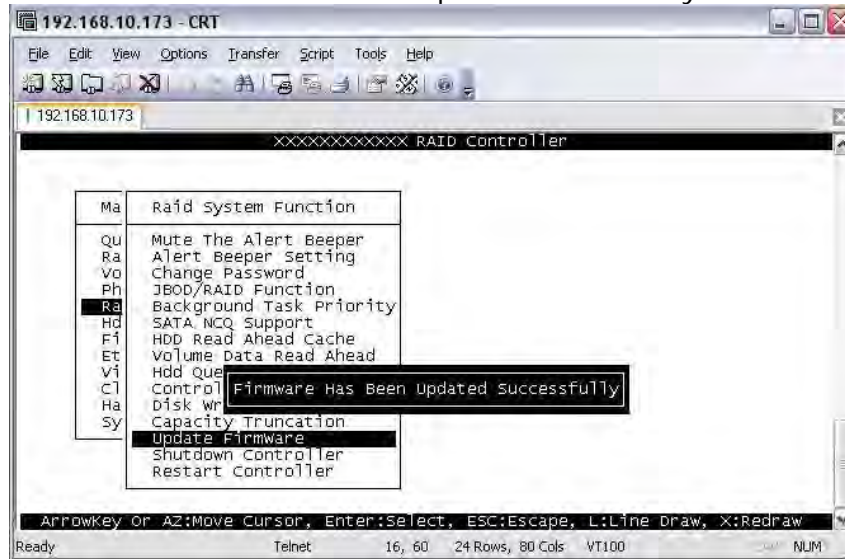 192.168.10.173 - CRT
File Edit View Options Transfer Script Tools Help
192.168.10.173
XXXXXXXXXXXX RAID Controller
Ma
Raid System Function
Qu
Mute The Alert Beeper
Ra
Alert Beeper Setting
Vo
Change Password
Ph
JBOD/RAID Function
Ra
Background Task Priority
Hd
SATA NCQ Support
Fi
HDD Read Ahead Cache
Et
Volume Data Read Ahead
Vi
Hdd Que
Cl
Control
Firmware Has Been Updated Successfully
Ha
Disk Wr
Sy
Capacity Truncation
Update Firmware
Shutdown Controller
Restart Controller
ArrowKey Or AZ:Move Cursor, Enter:Select, ESC:Escape, L:Line Draw, X:Redraw
Ready Telnet 16, 60 24 Rows, 80 Cols VT100 NUM